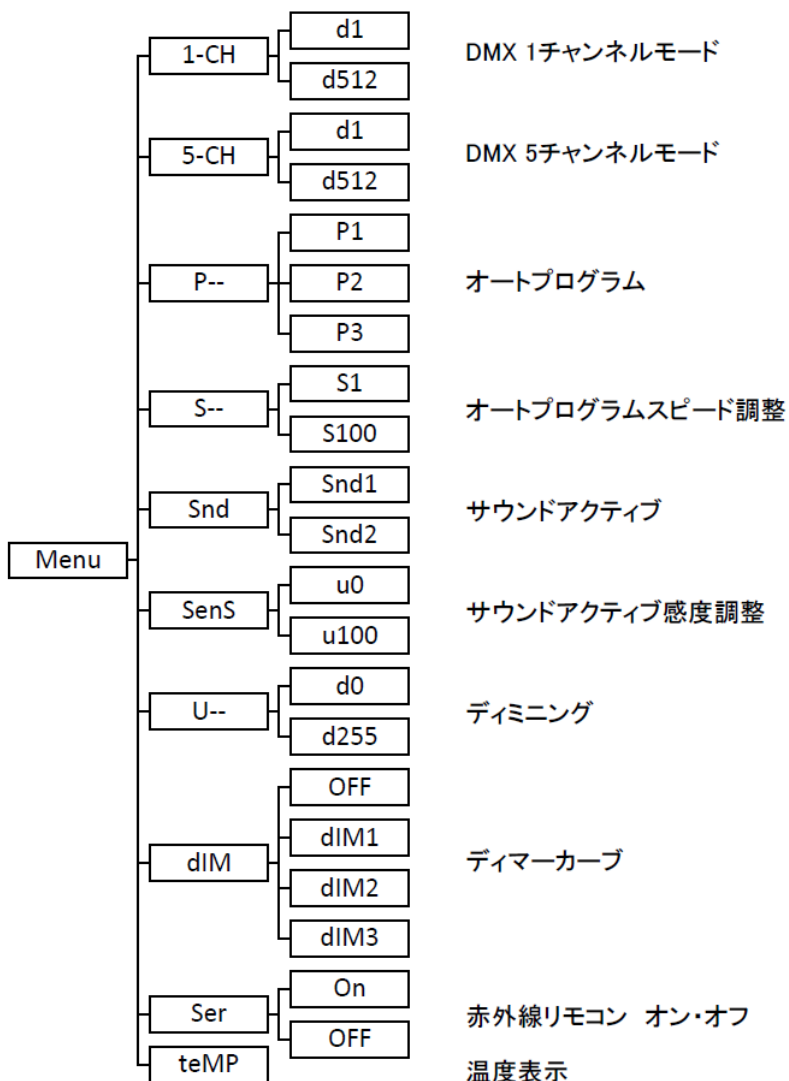 d1
1-CH
DMX 1チャンネルモード
d512
d1
5-CH
DMX 5チャンネルモード
d512
P1
P--
P2
オートプログラム
P3
S1
S--
オートプログラムスピード調整
S100
Snd1
Snd
サウンドアクティブ
Snd2
Menu
u0
SenS
サウンドアクティブ感度調整
u100
d0
U--
ディミニング
d255
OFF
dIM1
dIM
ディマーカーブ
dIM2
dIM3
On
Ser
赤外線リモコン オン・オフ
OFF
teMP
温度表示